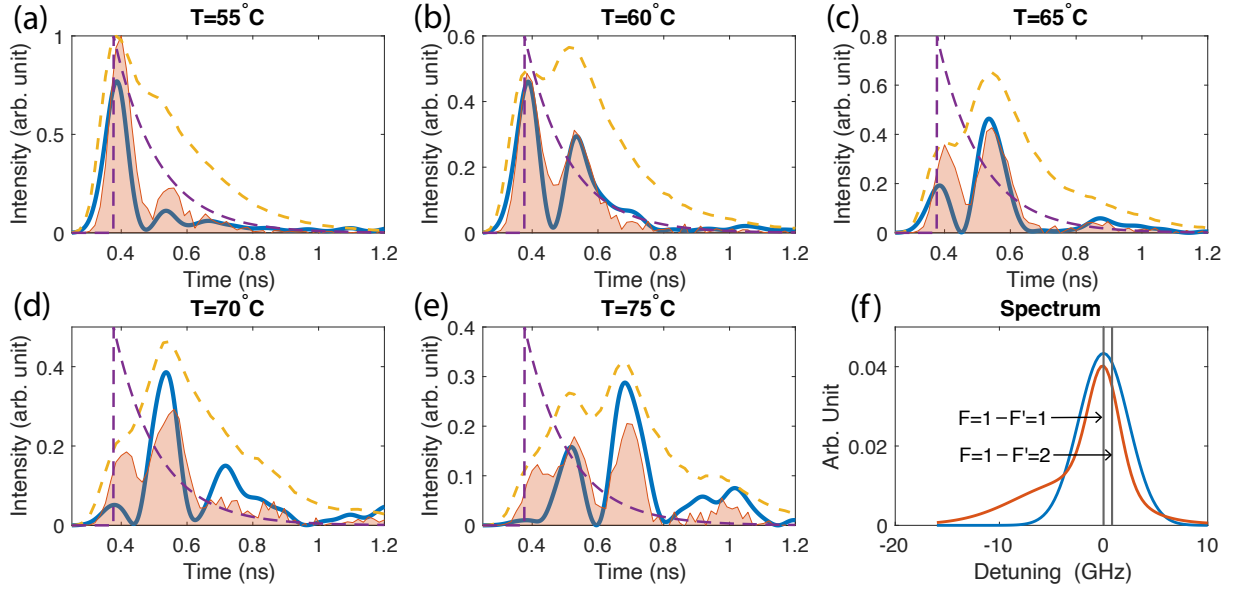 (a) T=55°C
1
0.5
0
Intensity (arb. unit)
0.4 0.6 0.8 1 1.2
Time (ns)
(b) T=60°C
0.6
0.4
0.2
0
Intensity (arb. unit)
0.4 0.6 0.8 1 1.2
Time (ns)
(c) T=65°C
0.8
0.6
0.4
0.2
0
Intensity (arb. unit)
0.4 0.6 0.8 1 1.2
Time (ns)
(d) T=70°C
0.4
0.2
0
Intensity (arb. unit)
0.4 0.6 0.8 1 1.2
Time (ns)
(e) T=75°C
0.4
0.3
0.2
0.1
0
Intensity (arb. unit)
0.4 0.6 0.8 1 1.2
Time (ns)
(f) Spectrum
0.04
0.02
0
Arb. Unit
F=1−F'=1
F=1−F'=2
-20 -10 0 10
Detuning (GHz)